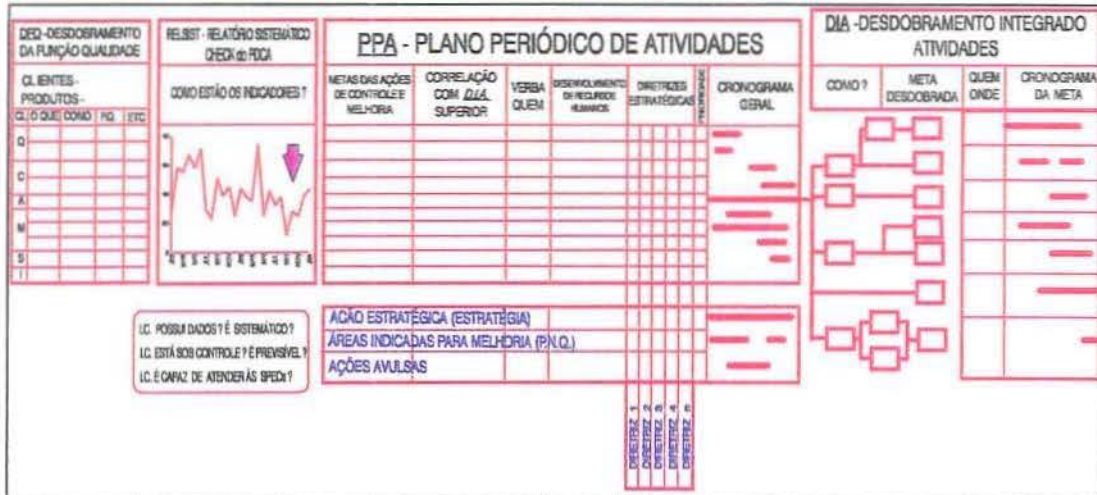 DFQ -DESDOBRAMENTO
DA FUNÇÃO QUALIDADE
CLIENTES -
PRODUTOS -
CL O QUE COMO P.Q. ETC
Q
C
A
M
S
I
RELSIST - RELATÓRIO SISTEMÁTICO
CHECK do PDCA
COMO ESTÃO OS INDICADORES ?
I.C. POSSUI DADOS ? É SISTEMÁTICO ?
I.C. ESTÁ SOB CONTROLE ? É PREVISÍVEL ?
I.C. É CAPAZ DE ATENDER ÀS SPECs ?
PPA - PLANO PERIÓDICO DE ATIVIDADES
METAS DAS AÇÕES
DE CONTROLE E
MELHORIA
CORRELAÇÃO
COM D.I.A.
SUPERIOR
VERBA
QUEM
DESENVOLVIMENTO
DE RECURSOS
HUMANOS
DIRETRIZES
ESTRATÉGICAS
PRIORIDADE
CRONOGRAMA
GERAL
AÇÃO ESTRATÉGICA (ESTRATÉGIA)
ÁREAS INDICADAS PARA MELHORIA (P.N.Q.)
AÇÕES AVULSAS
DIRETRIZ 1
DIRETRIZ 2
DIRETRIZ 3
DIRETRIZ 4
DIRETRIZ 5
DIA -DESDOBRAMENTO INTEGRADO
ATIVIDADES
COMO ?
META
DESDOBRADA
QUEM
ONDE
CRONOGRAMA
DA META